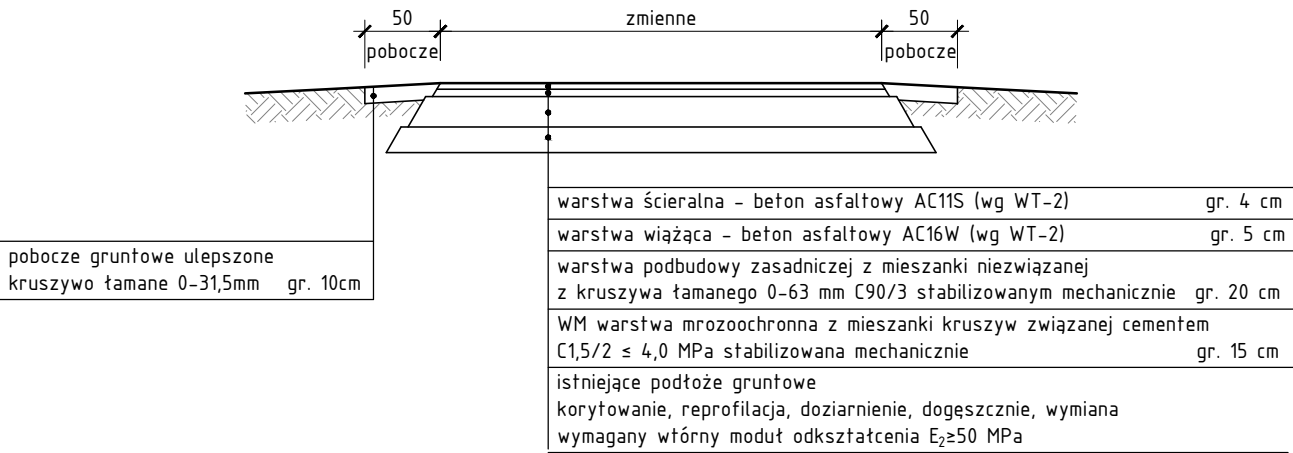 50 zmienne 50
pobocze pobocze
warstwa ścieralna – beton asfaltowy AC11S (wg WT-2) gr. 4 cm
warstwa wiążąca – beton asfaltowy AC16W (wg WT-2) gr. 5 cm
warstwa podbudowy zasadniczej z mieszanki niezwiązanej
z kruszywa łamanego 0-63 mm C90/3 stabilizowanym mechanicznie gr. 20 cm
WM warstwa mrozoochronna z mieszanki kruszyw związanej cementem
C1,5/2 ≤ 4,0 MPa stabilizowana mechanicznie gr. 15 cm
istniejące podłoże gruntowe
korytowanie, reprofilacja, doziarnienie, dogęszcznie, wymiana
wymagany wtórny moduł odkształcenia E₂≥50 MPa
pobocze gruntowe ulepszone
kruszywo łamane 0-31,5mm gr. 10cm